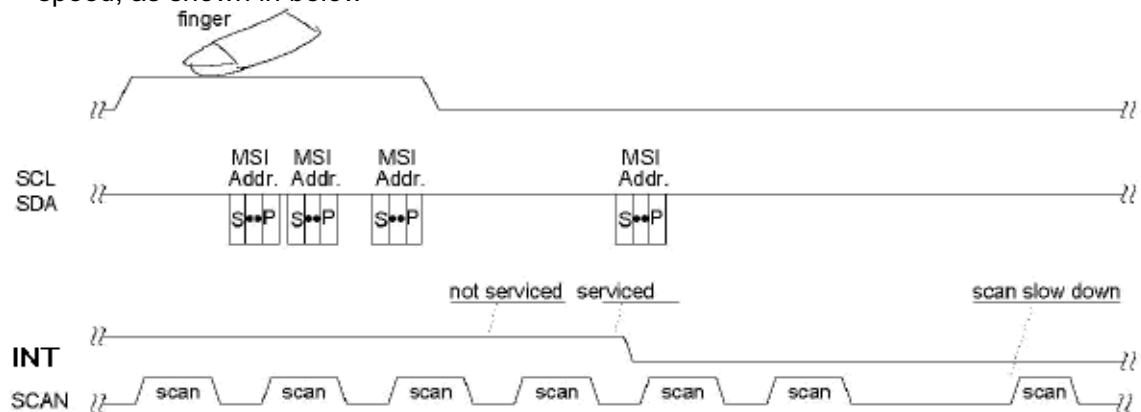 speed, as shown in below
finger
MSI MSI MSI MSI
Addr. Addr. Addr. Addr.
SCL
SDA
S••P S••P S••P S••P
not serviced serviced scan slow down
INT
SCAN scan scan scan scan scan scan scan